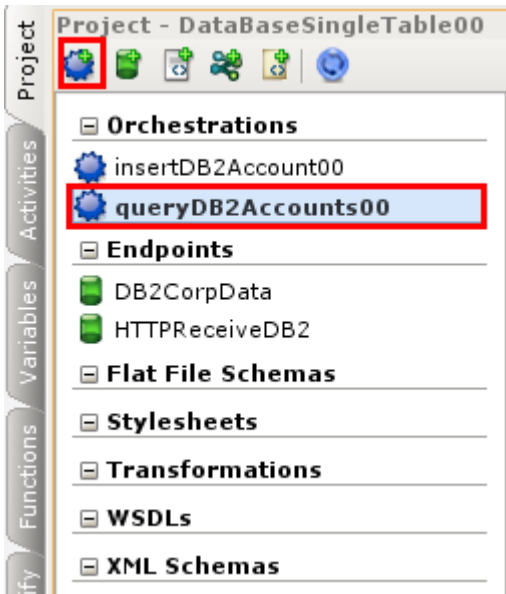 Project
Project - DataBaseSingleTable00
Orchestrations
insertDB2Account00
Activities
queryDB2Accounts00
Endpoints
DB2CorpData
Variables
HTTPReceiveDB2
Flat File Schemas
Stylesheets
Functions
Transformations
WSDLs
XML Schemas
ify